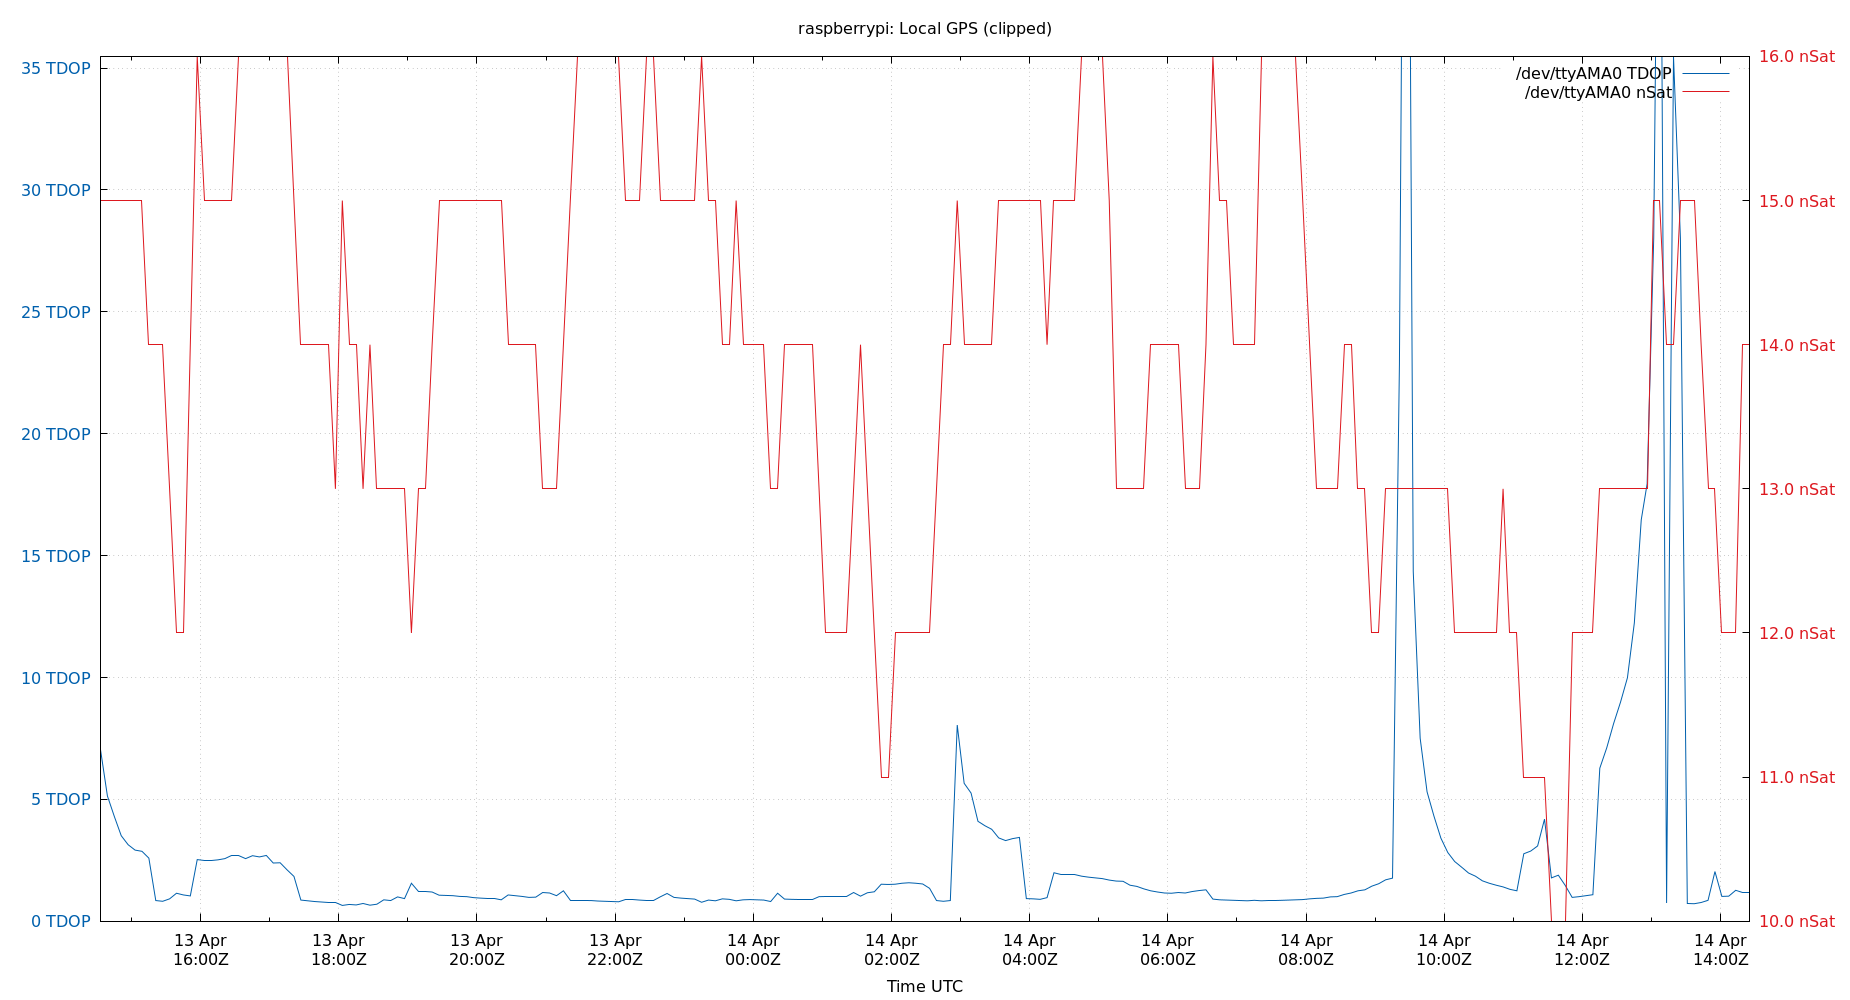 raspberrypi: Local GPS (clipped)
35 TDOP
30 TDOP
25 TDOP
20 TDOP
15 TDOP
10 TDOP
5 TDOP
0 TDOP
/dev/ttyAMA0 TDOP
/dev/ttyAMA0 nSat
16.0 nSat
15.0 nSat
14.0 nSat
13.0 nSat
12.0 nSat
11.0 nSat
10.0 nSat
13 Apr
16:00Z
13 Apr
18:00Z
13 Apr
20:00Z
13 Apr
22:00Z
14 Apr
00:00Z
14 Apr
02:00Z
14 Apr
04:00Z
14 Apr
06:00Z
14 Apr
08:00Z
14 Apr
10:00Z
14 Apr
12:00Z
14 Apr
14:00Z
Time UTC